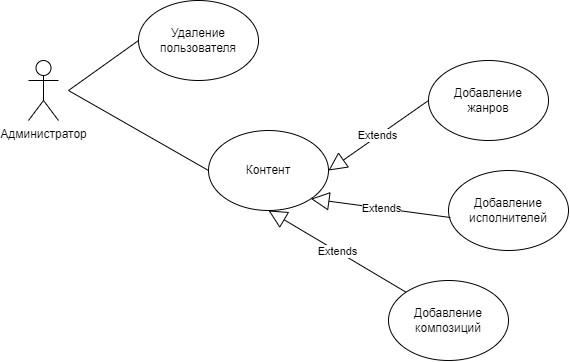 Удаление
пользователя
Администратор
Добавление
жанров
Extends
Контент
Добавление
исполнителей
Extends
Extends
Добавление
композиций